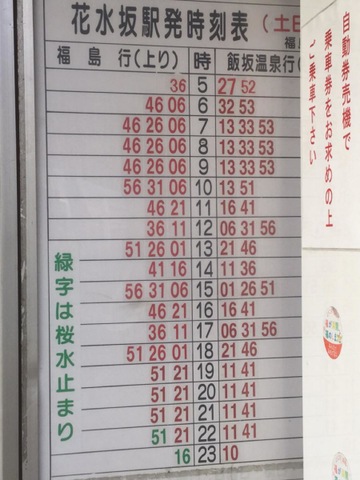 花水坂駅発時刻表(土日
福島
福島 行(上り) 時 飯坂温泉行(
36 5 27 52
46 06 6 32 53
46 26 06 7 13 33 53
46 26 06 8 13 33 53
46 26 06 9 13 33 53
56 31 06 10 13 51
46 21 11 16 41
36 11 12 06 31 56
51 26 01 13 21 46
41 16 14 11 36
56 31 06 15 01 26 51
46 21 16 16 41
36 11 17 06 31 56
51 26 01 18 21 46
51 21 19 11 41
51 21 20 11 41
51 21 21 11 41
51 21 22 11 41
16 23 10
緑字は桜水止まり
自動券売機で
乗車券をお求めの上
ご乗車下さい